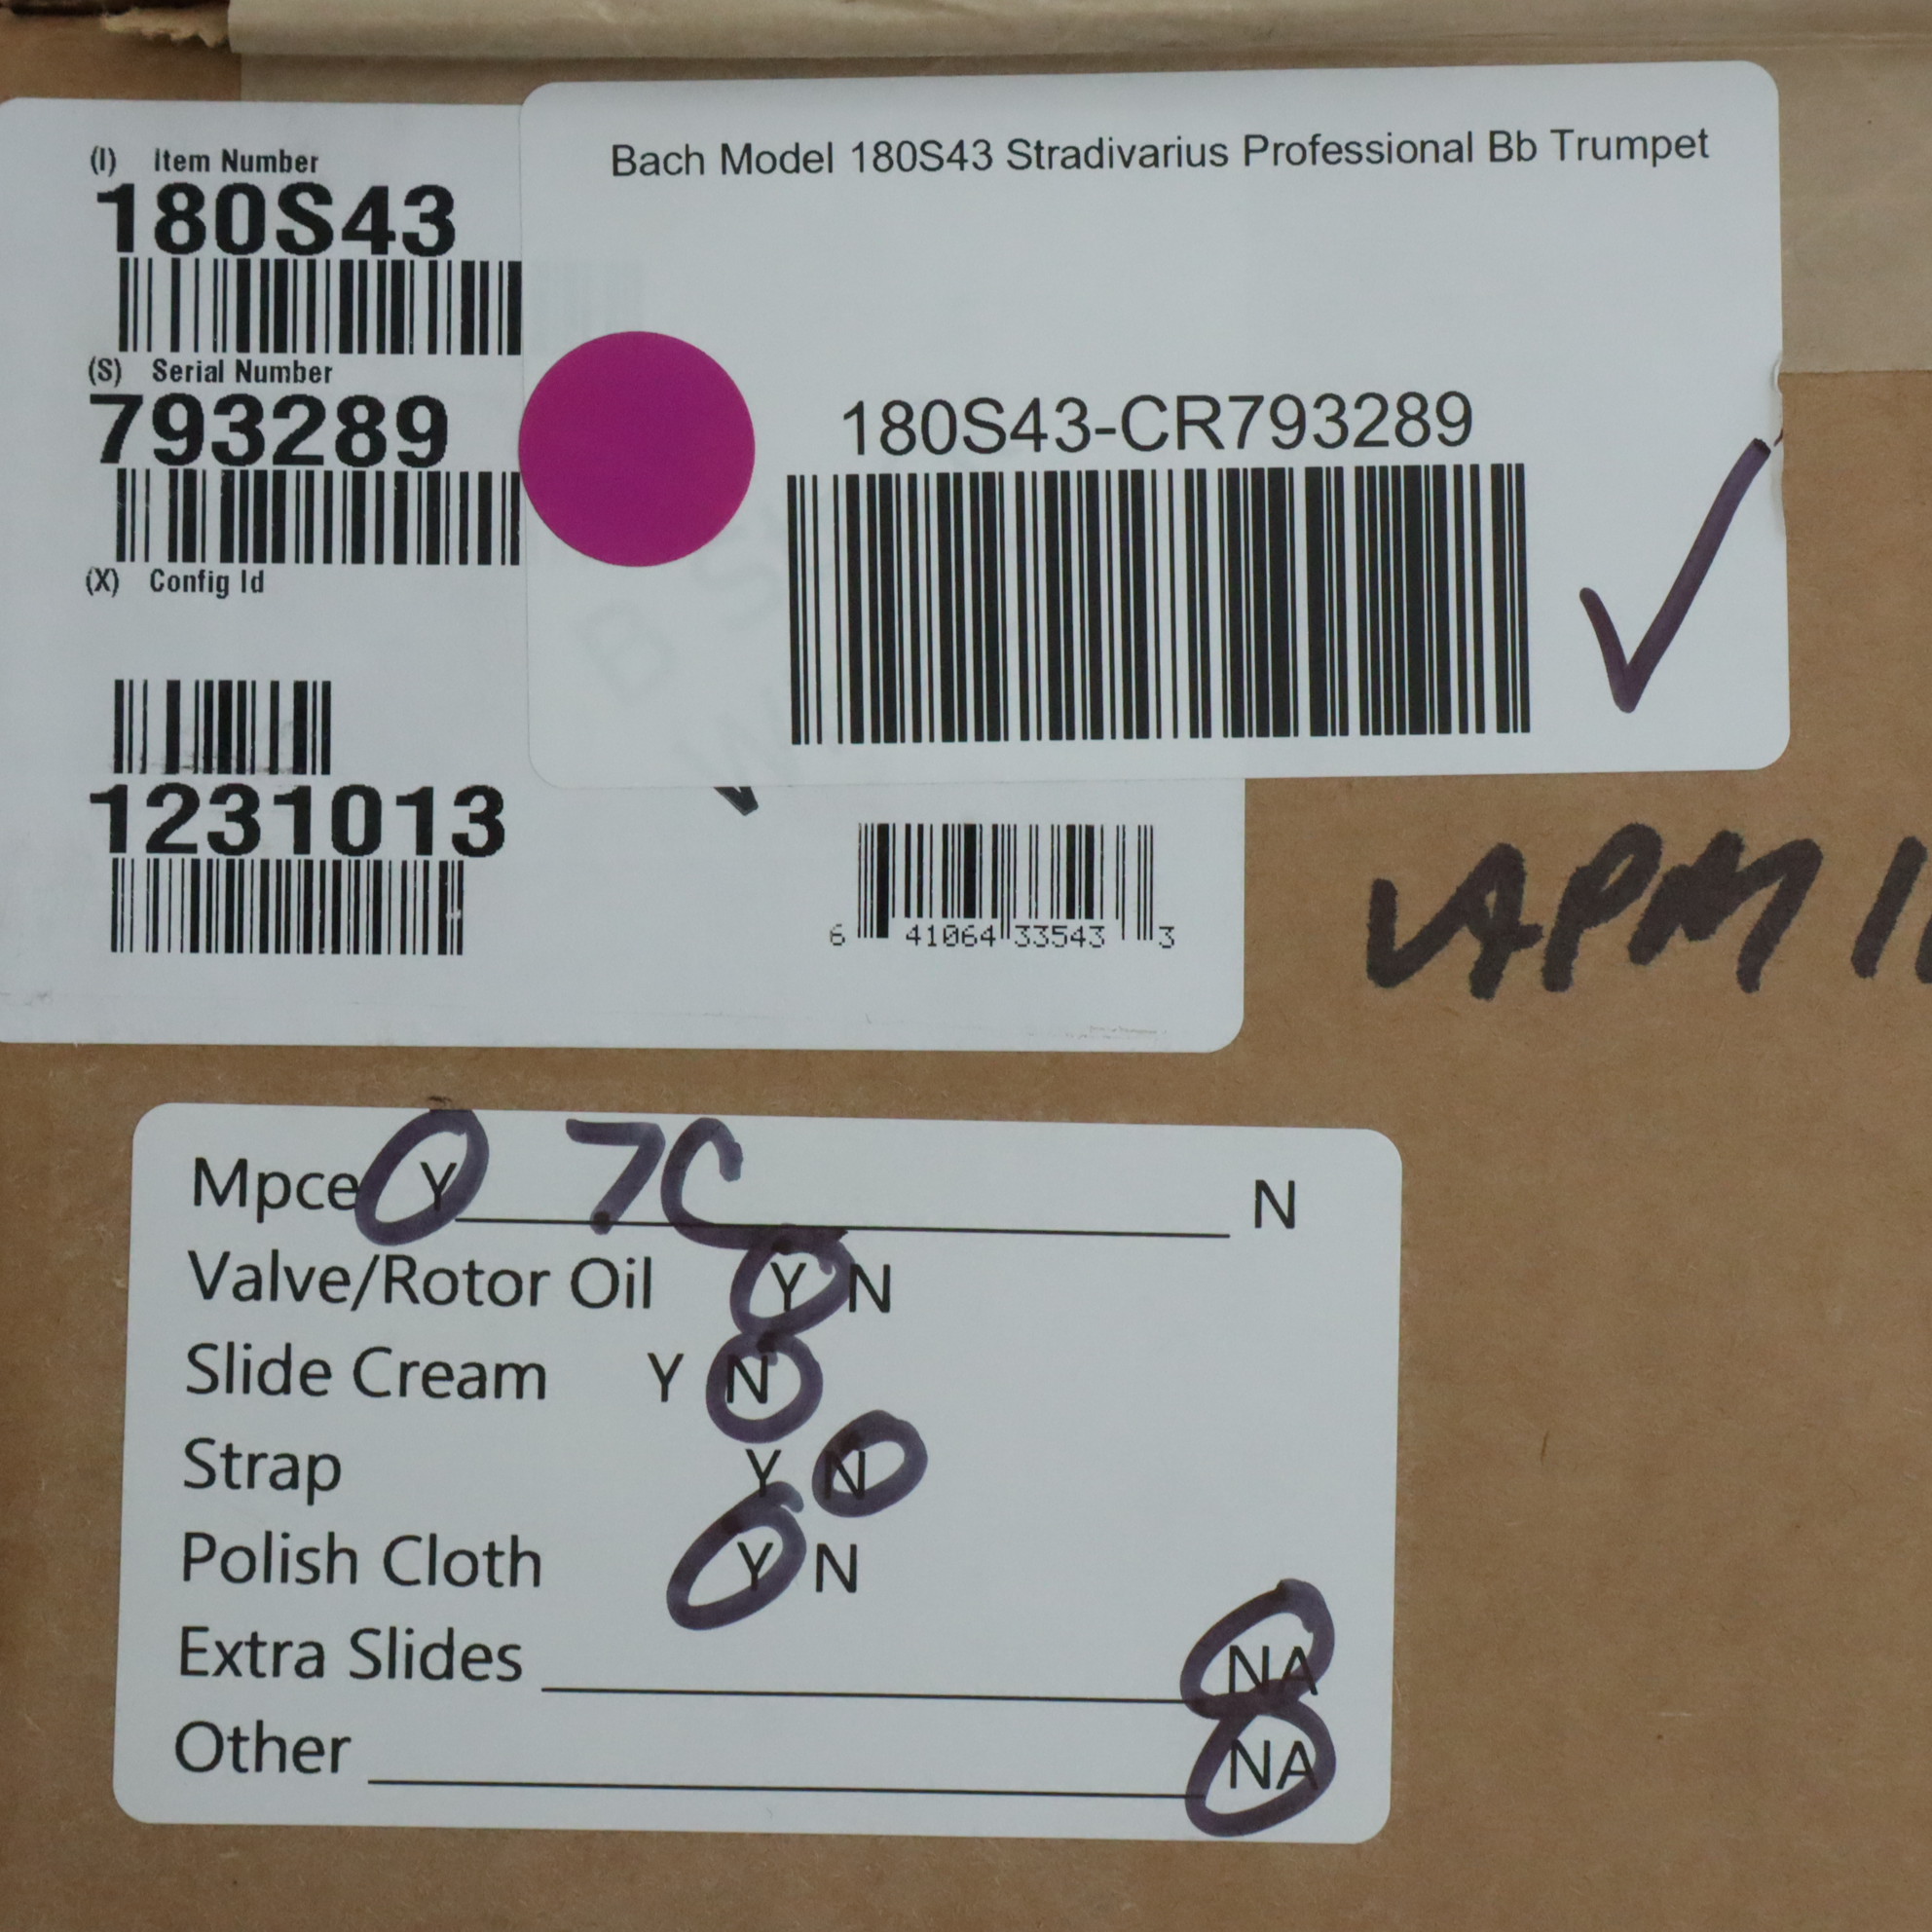 (I) Item Number
180S43
(S) Serial Number
793289
(X) Config Id
1231013
6 41064 33543 3
Bach Model 180S43 Stradivarius Professional Bb Trumpet
180S43-CR793289
Mpce Y 7C N
Valve/Rotor Oil Y N
Slide Cream Y N
Strap Y N
Polish Cloth Y N
Extra Slides NA
Other NA